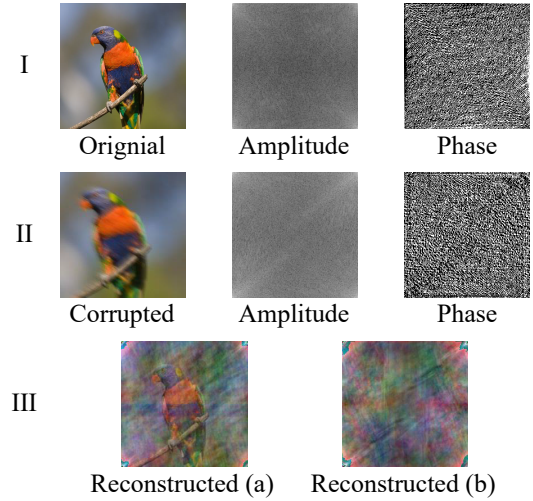 I
Orignial Amplitude Phase
II
Corrupted Amplitude Phase
III
Reconstructed (a) Reconstructed (b)